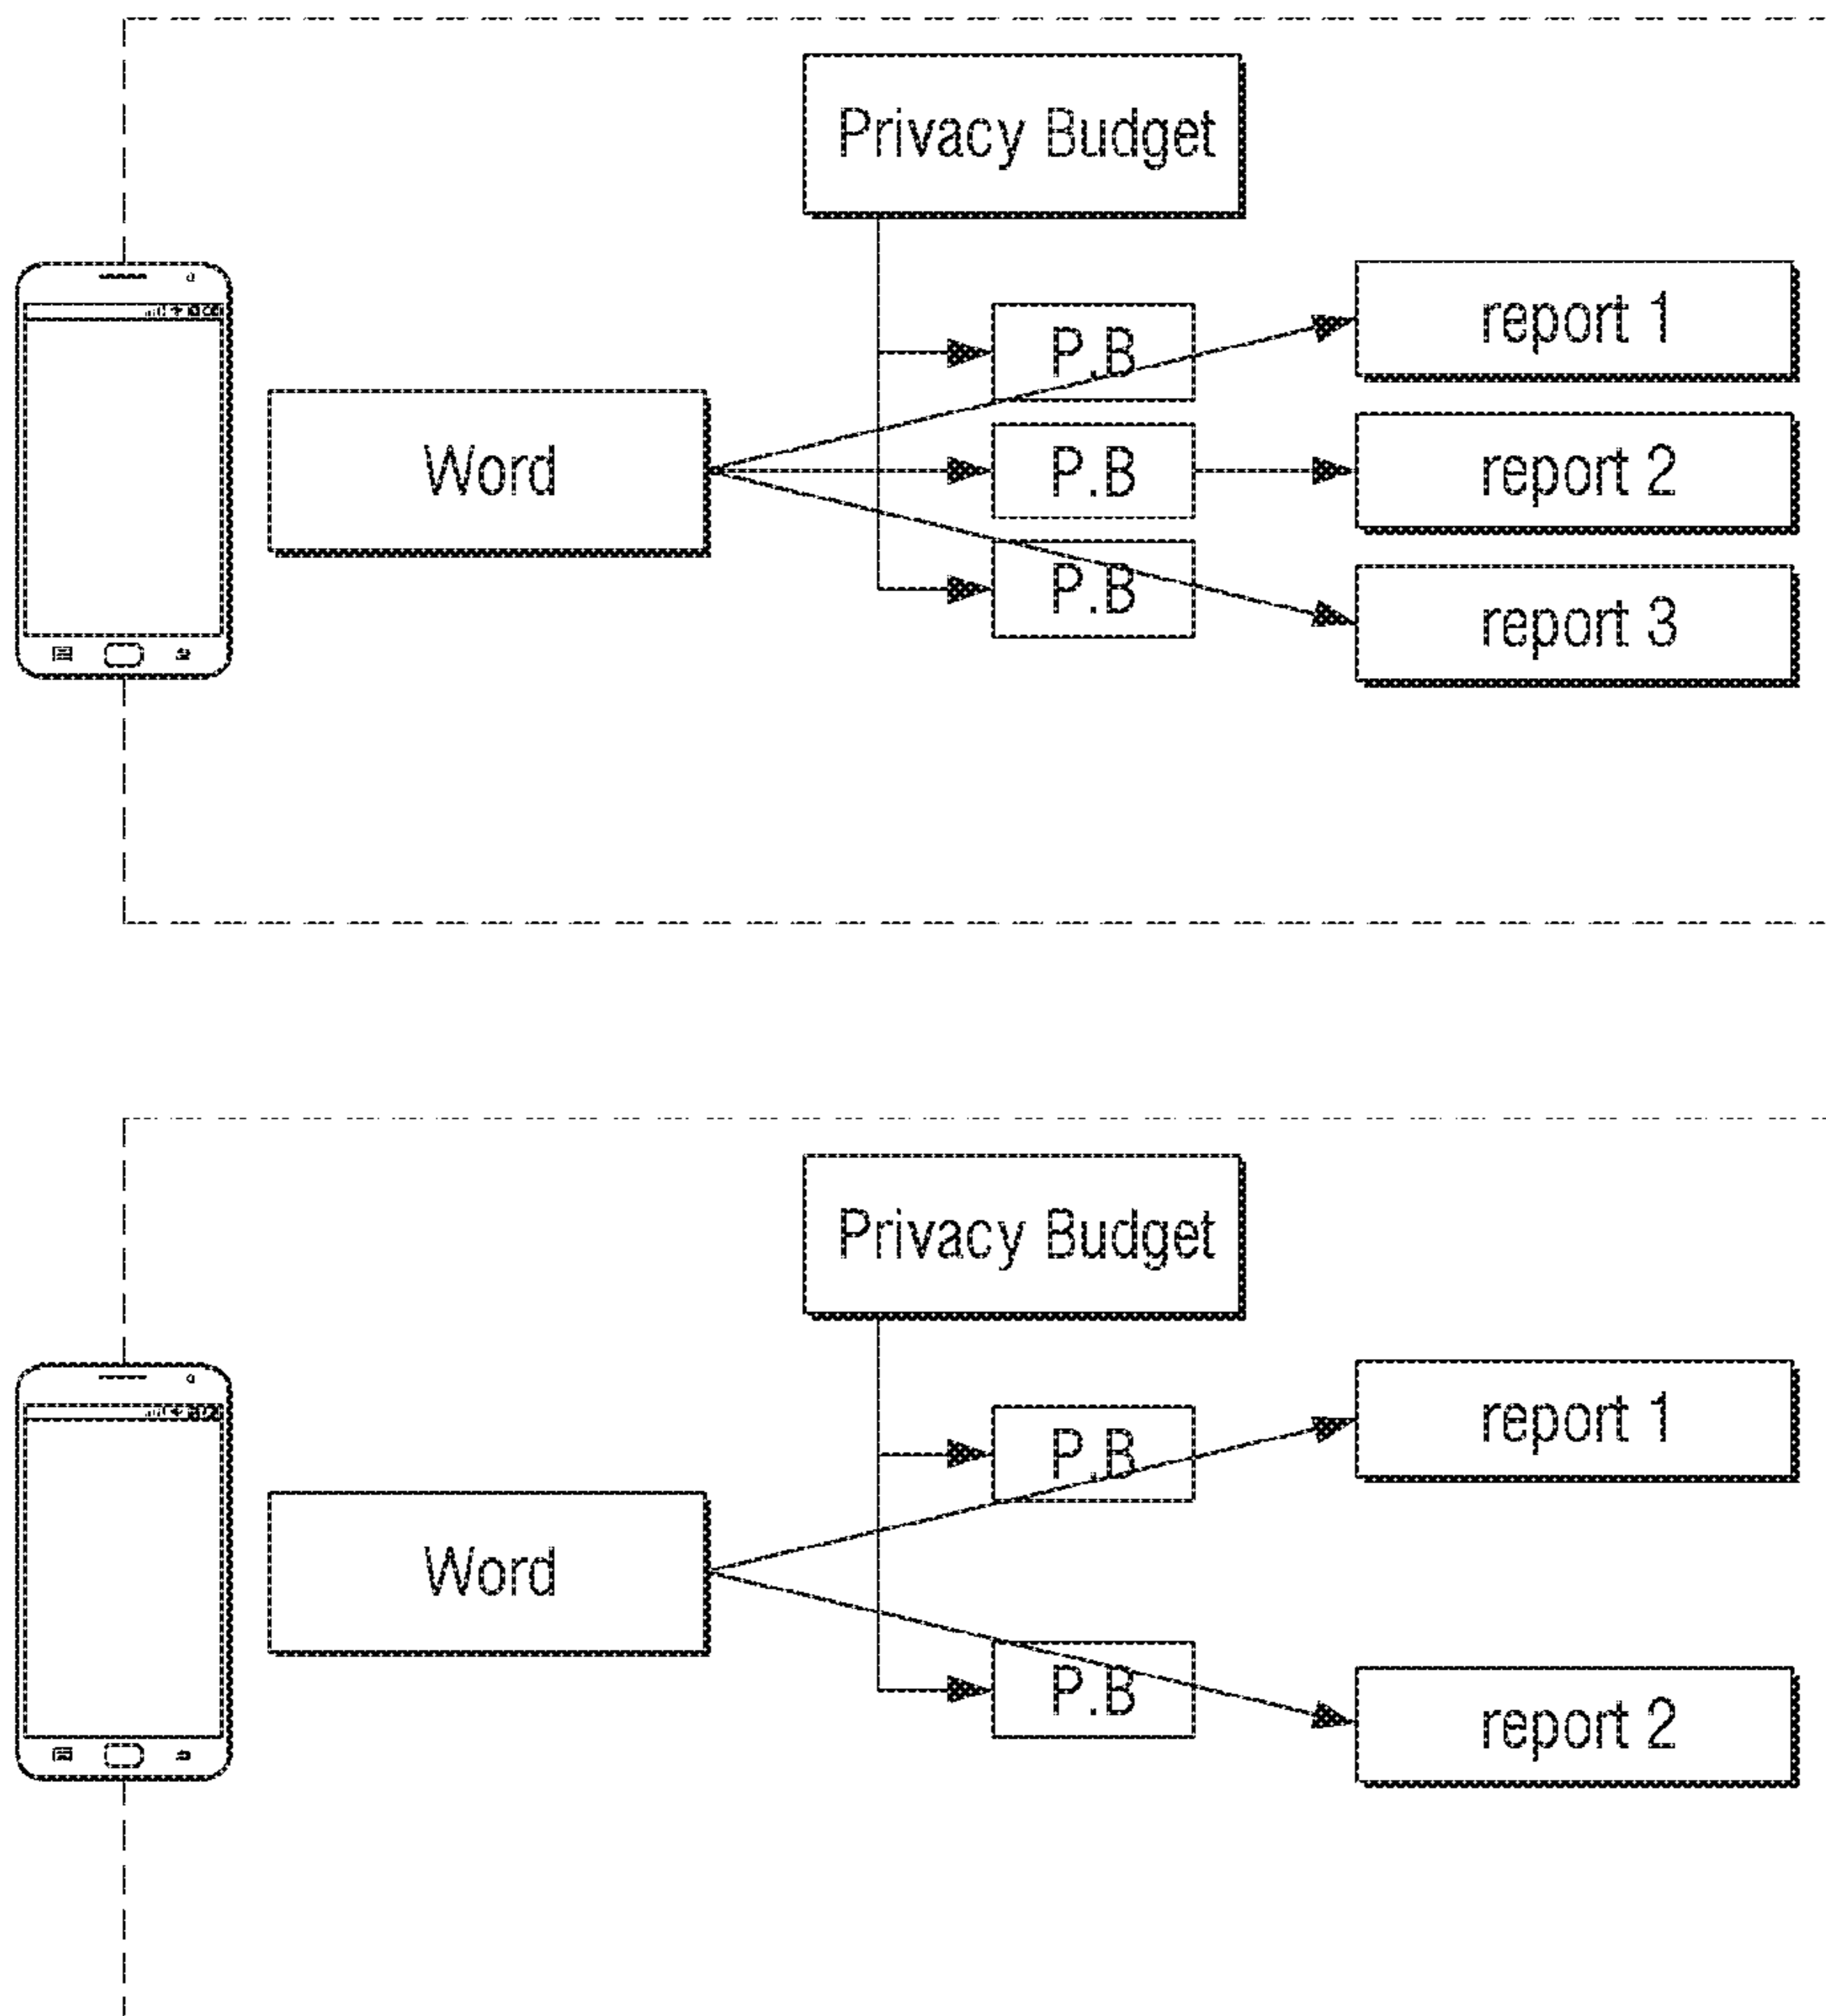 Privacy Budget
P.B
report 1
Word
P.B
report 2
P.B
report 3
Privacy Budget
P.B
report 1
Word
P.B
report 2